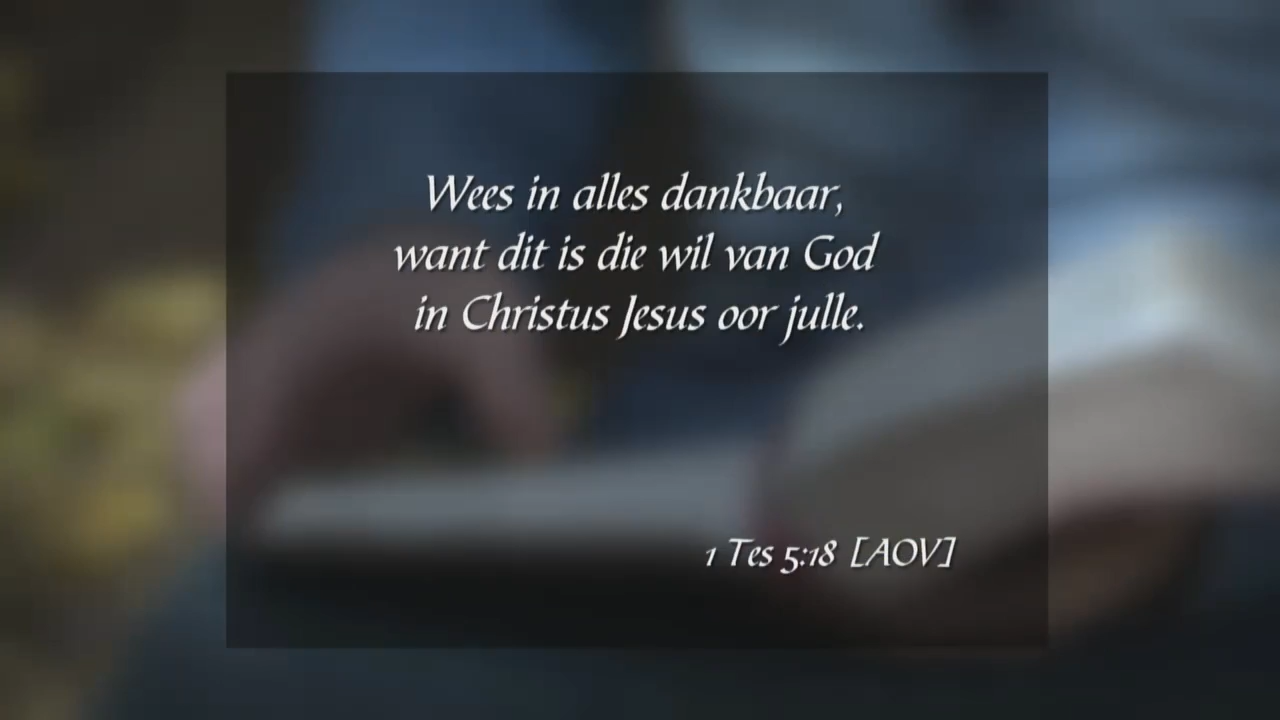 Wees in alles dankbaar,
want dit is die wil van God
in Christus Jesus oor julle.
1 Tes 5:18 [AOV]